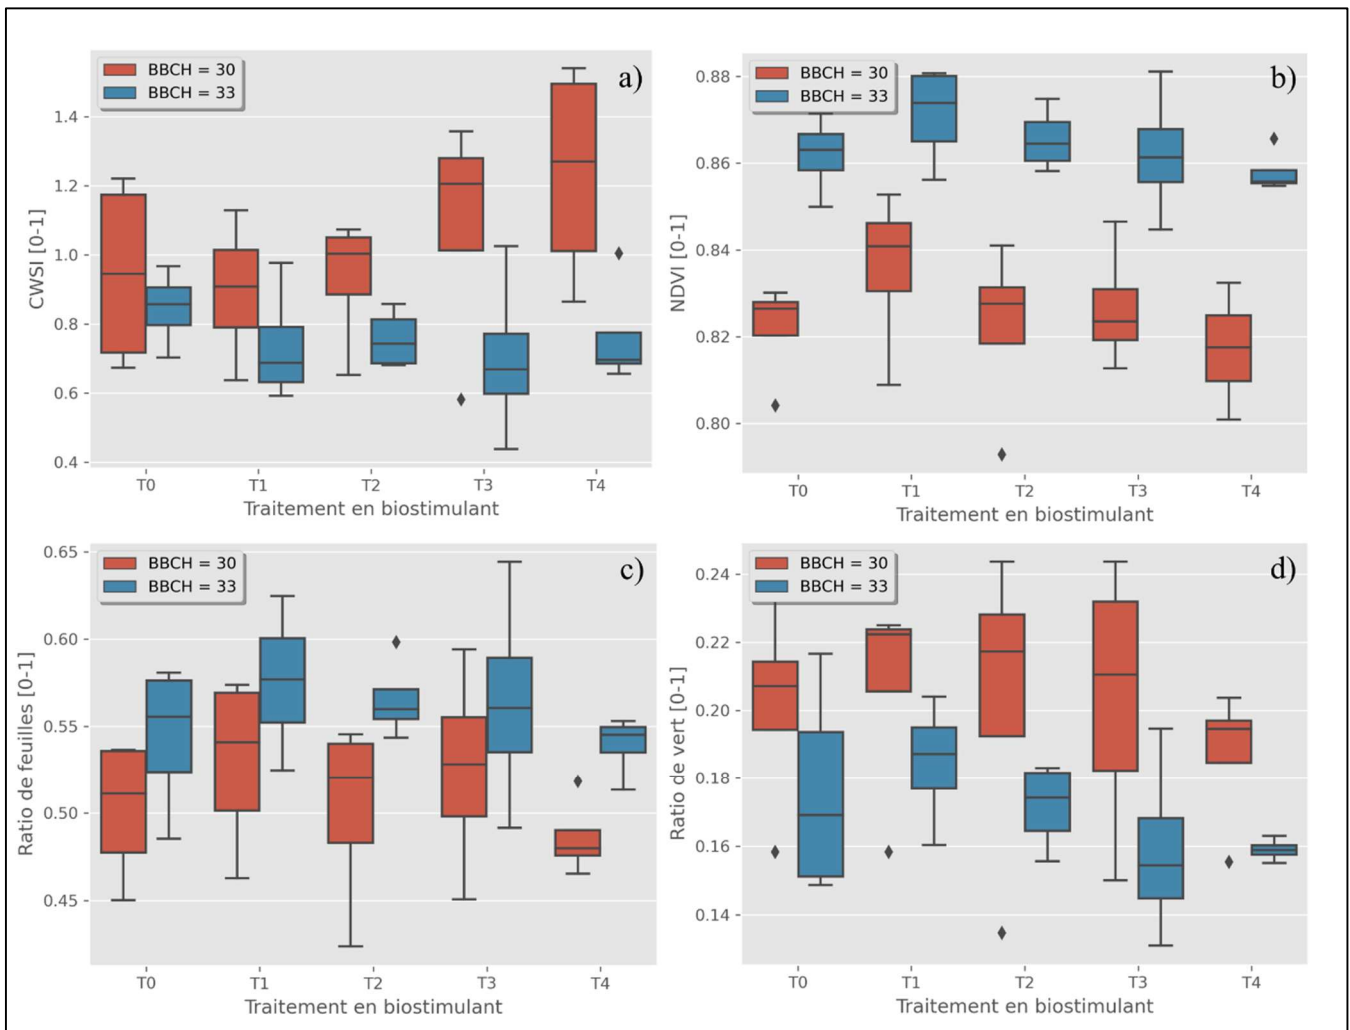 BBCH = 30
BBCH = 33
a)
CWSI [0-1]
1.4
1.2
1.0
0.8
0.6
0.4
T0 T1 T2 T3 T4
Traitement en biostimulant
BBCH = 30
BBCH = 33
b)
NDVI [0-1]
0.88
0.86
0.84
0.82
0.80
T0 T1 T2 T3 T4
Traitement en biostimulant
BBCH = 30
BBCH = 33
c)
Ratio de feuilles [0-1]
0.65
0.60
0.55
0.50
0.45
T0 T1 T2 T3 T4
Traitement en biostimulant
BBCH = 30
BBCH = 33
d)
Ratio de vert [0-1]
0.24
0.22
0.20
0.18
0.16
0.14
T0 T1 T2 T3 T4
Traitement en biostimulant